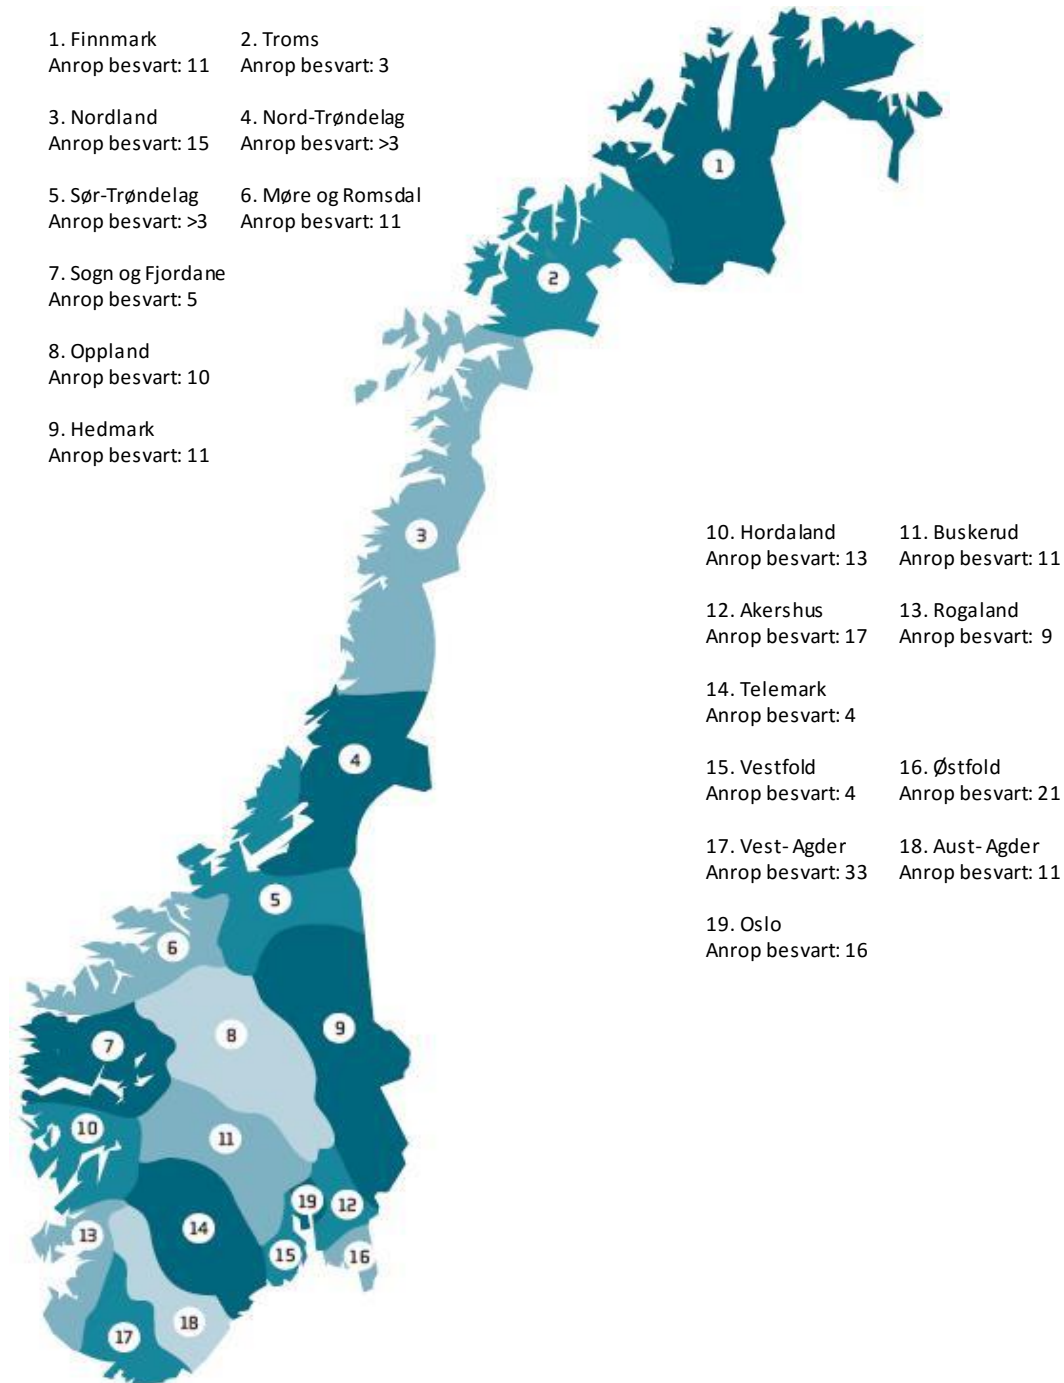 1. Finnmark
Anrop besvart: 11
2. Troms
Anrop besvart: 3
3. Nordland
Anrop besvart: 15
4. Nord-Trøndelag
Anrop besvart: >3
5. Sør-Trøndelag
Anrop besvart: >3
6. Møre og Romsdal
Anrop besvart: 11
7. Sogn og Fjordane
Anrop besvart: 5
8. Oppland
Anrop besvart: 10
9. Hedmark
Anrop besvart: 11
10. Hordaland
Anrop besvart: 13
11. Buskerud
Anrop besvart: 11
12. Akershus
Anrop besvart: 17
13. Rogaland
Anrop besvart: 9
14. Telemark
Anrop besvart: 4
15. Vestfold
Anrop besvart: 4
16. Østfold
Anrop besvart: 21
17. Vest-Agder
Anrop besvart: 33
18. Aust-Agder
Anrop besvart: 11
19. Oslo
Anrop besvart: 16
1
2
3
4
5
6
7
8
9
10
11
12
13
14
15
16
17
18
19